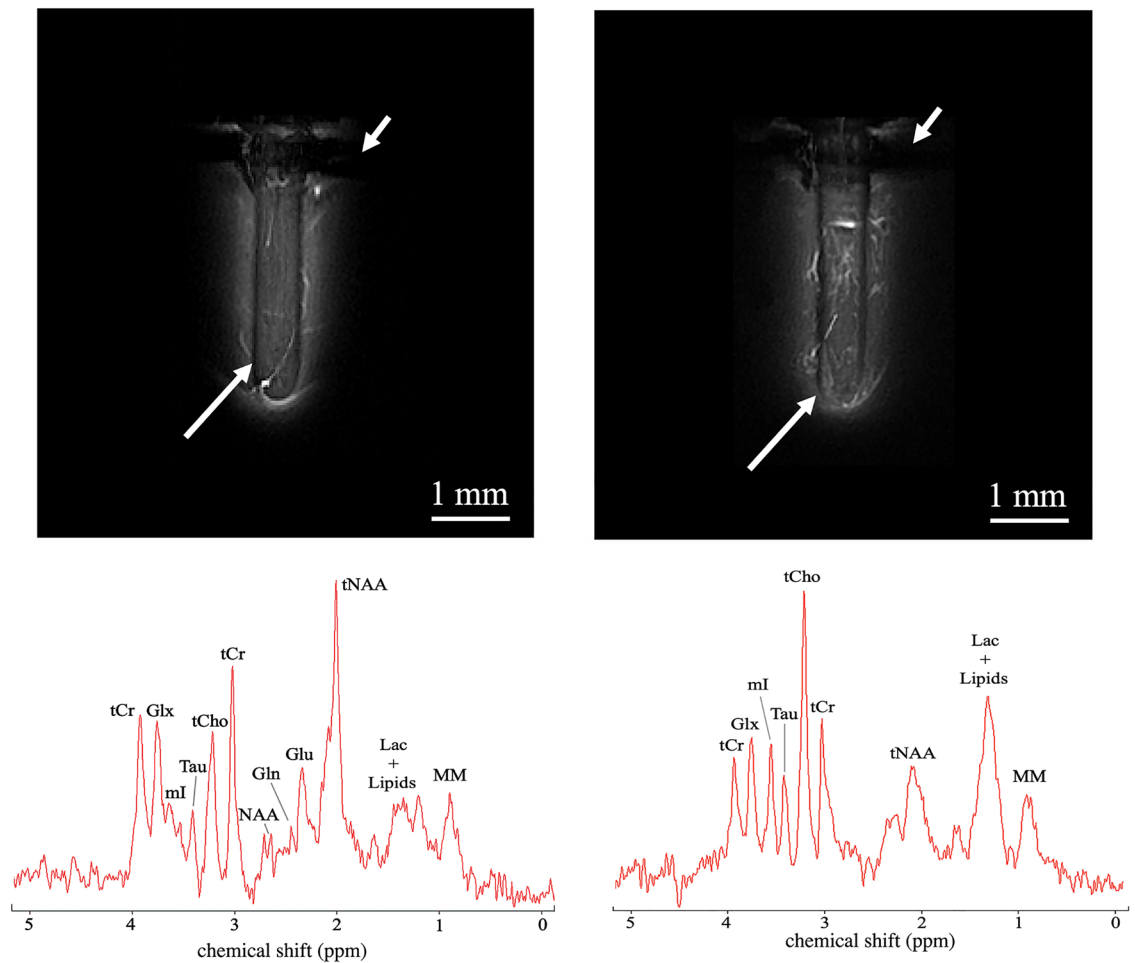 1 mm
1 mm
tNAA
tCr
tCr
Glx
tCho
Tau
mI
NAA
Gln
Glu
Lac
+
Lipids
MM
5
4
3
2
1
0
chemical shift (ppm)
tCho
Lac
+
Lipids
mI
Tau
tCr
Glx
tCr
tNAA
MM
5
4
3
2
1
0
chemical shift (ppm)